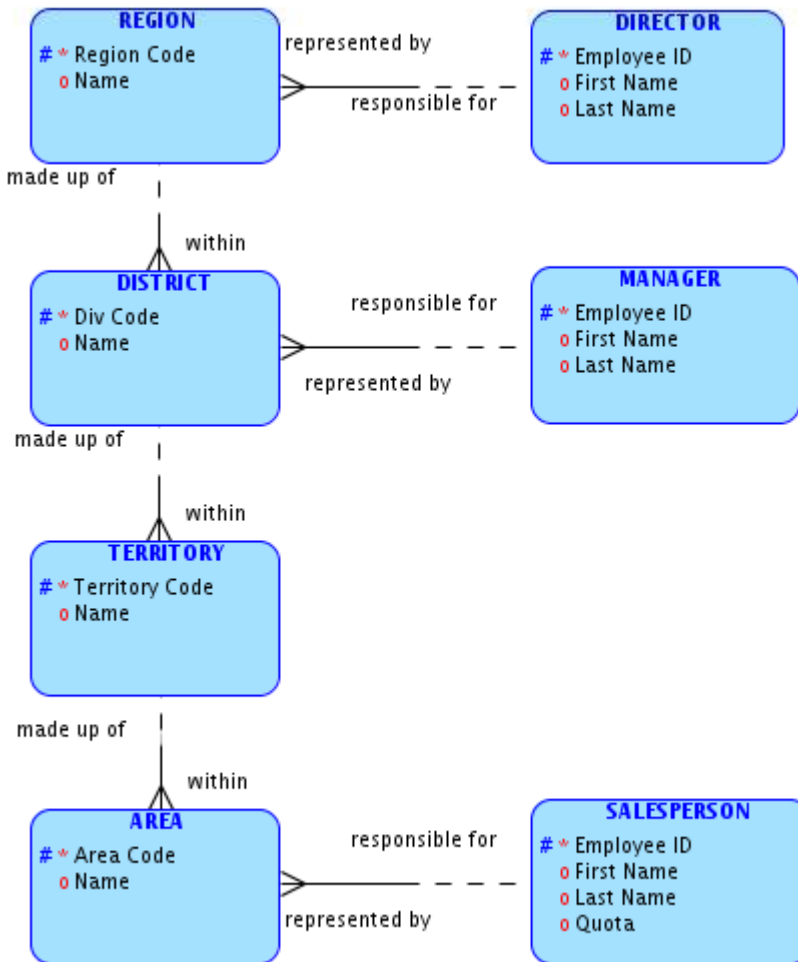 REGION
# * Region Code
o Name
represented by
responsible for
DIRECTOR
# * Employee ID
o First Name
o Last Name
made up of
within
DISTRICT
# * Div Code
o Name
responsible for
represented by
MANAGER
# * Employee ID
o First Name
o Last Name
made up of
within
TERRITORY
# * Territory Code
o Name
made up of
within
AREA
# * Area Code
o Name
responsible for
represented by
SALESPERSON
# * Employee ID
o First Name
o Last Name
o Quota